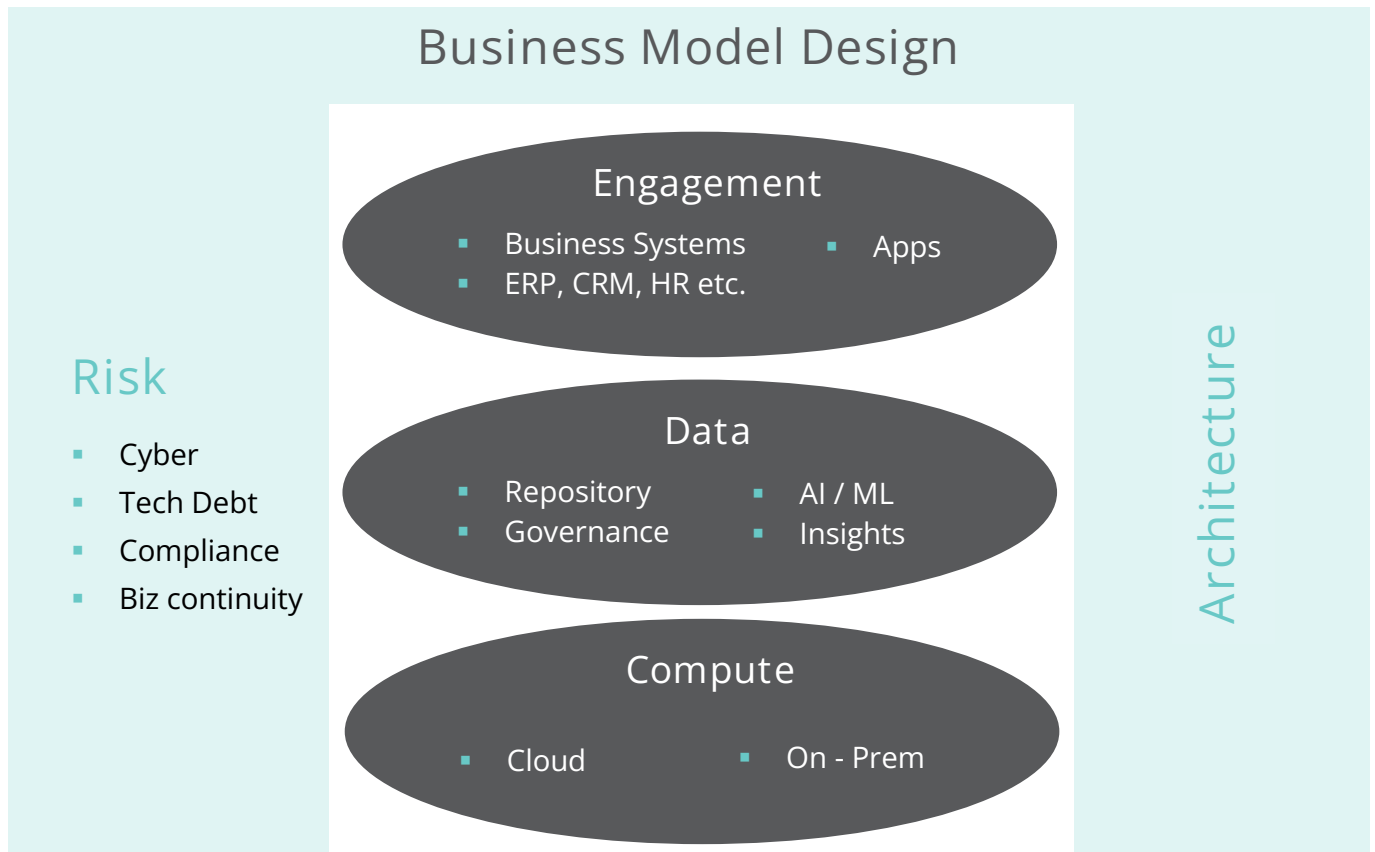 Business Model Design
Engagement
▪ Business Systems
▪ ERP, CRM, HR etc.
▪ Apps
Risk
▪ Cyber
▪ Tech Debt
▪ Compliance
▪ Biz continuity
Data
▪ Repository
▪ Governance
▪ AI / ML
▪ Insights
Compute
▪ Cloud
▪ On - Prem
Architecture